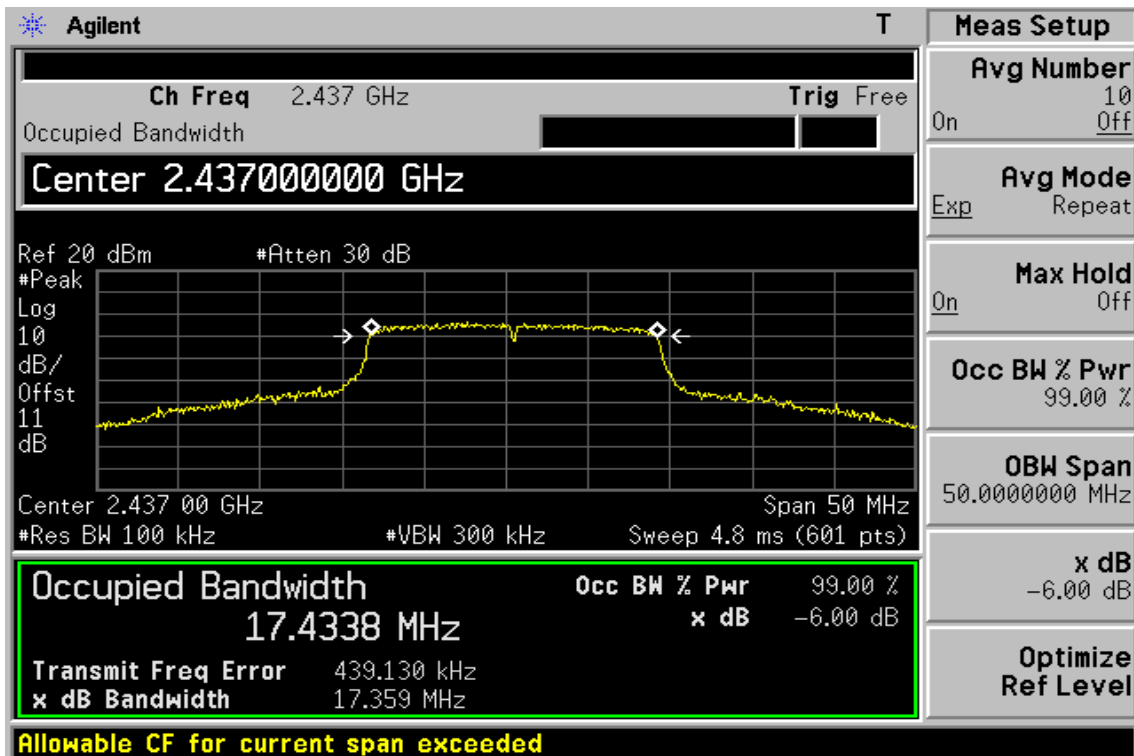 Agilent T
Ch Freq 2.437 GHz Trig Free
Occupied Bandwidth
Center 2.437000000 GHz
Ref 20 dBm #Atten 30 dB
#Peak
Log
10
dB/
Offst
11
dB
Center 2.437 00 GHz Span 50 MHz
#Res BW 100 kHz #VBW 300 kHz Sweep 4.8 ms (601 pts)
Occupied Bandwidth Occ BW % Pwr 99.00 %
17.4338 MHz x dB -6.00 dB
Transmit Freq Error 439.130 kHz
x dB Bandwidth 17.359 MHz
Allowable CF for current span exceeded
Meas Setup
Avg Number
10
On Off
Avg Mode
Exp Repeat
Max Hold
On Off
Occ BW % Pwr
99.00 %
OBW Span
50.0000000 MHz
x dB
-6.00 dB
Optimize
Ref Level